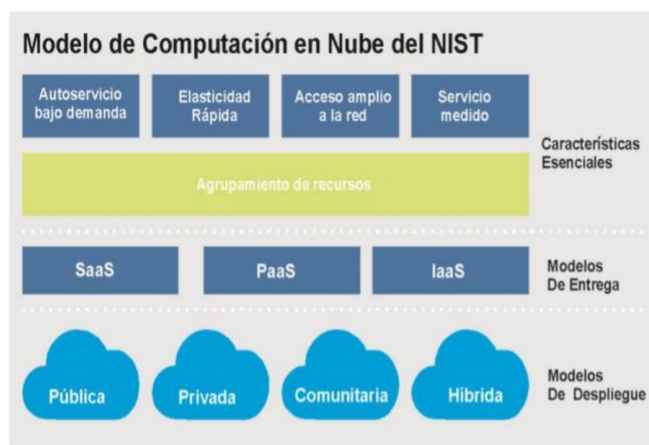 Modelo de Computación en Nube del NIST
Autoservicio
bajo demanda
Elasticidad
Rápida
Acceso amplio
a la red
Servicio
medido
Características
Esenciales
Agrupamiento de recursos
SaaS
PaaS
IaaS
Modelos
De Entrega
Pública
Privada
Comunitaria
Híbrida
Modelos
De Despliegue